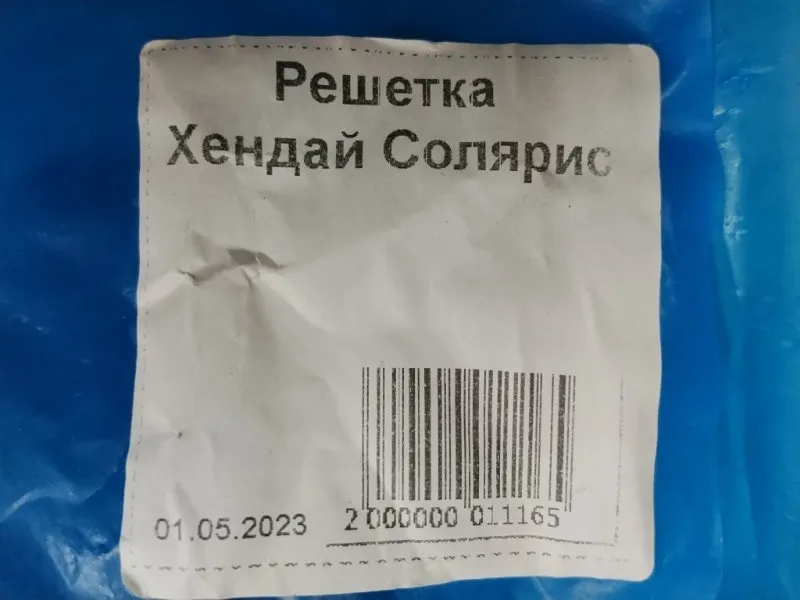 Решетка
Хендай Солярис
01.05.2023
2 000000 011165